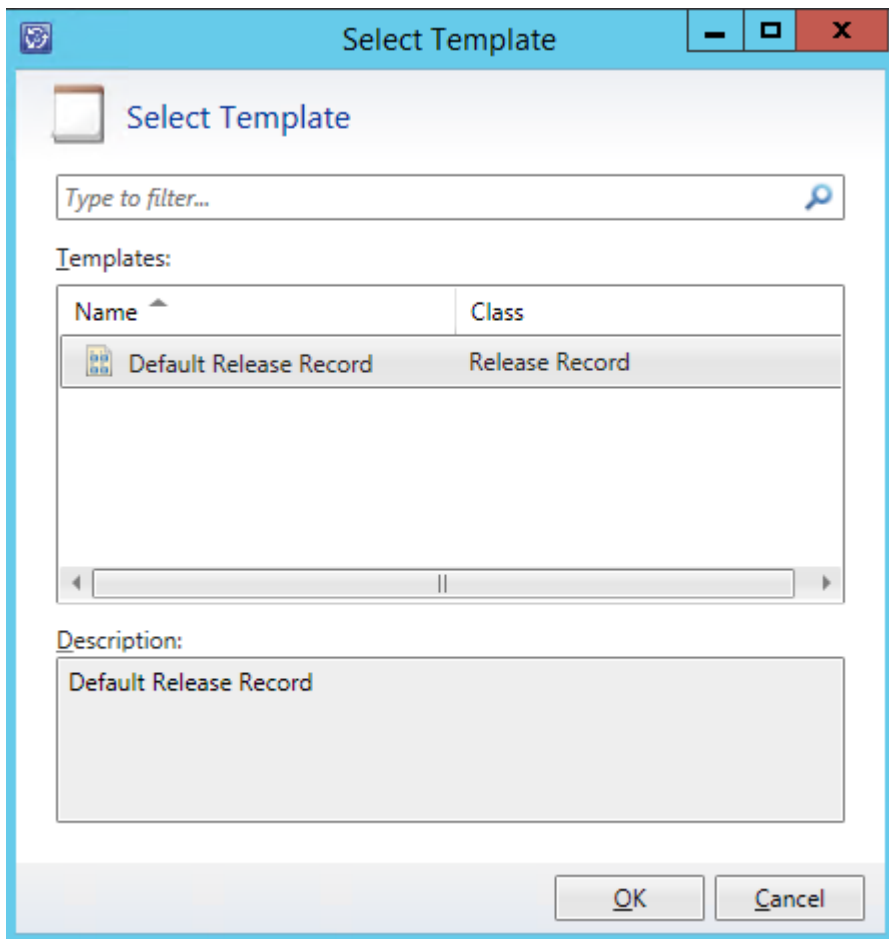 Select Template
Select Template
Type to filter...
Templates:
Name Class
Default Release Record Release Record
Description:
Default Release Record
OK Cancel